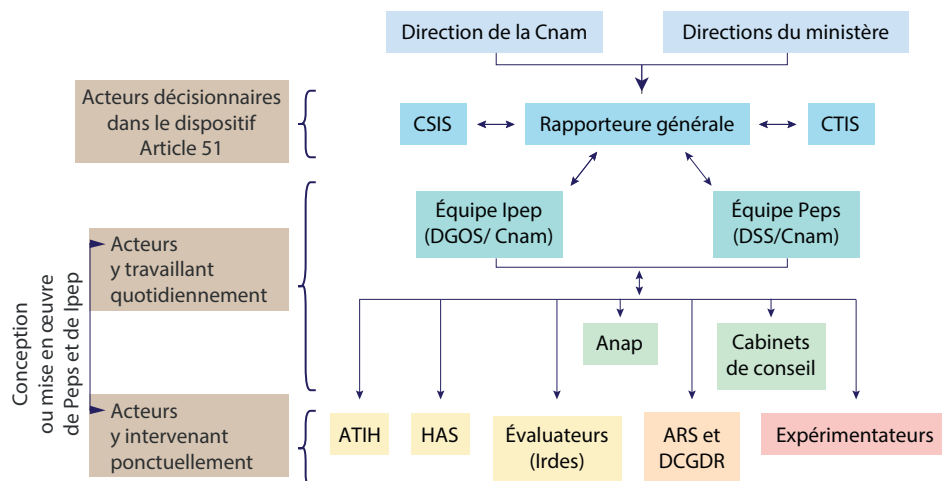 Direction de la Cnam
Directions du ministère
Acteurs décisionnaires
dans le dispositif
Article 51
CSIS
Rapporteure générale
CTIS
Équipe Ipep
(DGOS/ Cnam)
Équipe Peps
(DSS/Cnam)
Conception
ou mise en œuvre
de Peps et de Ipep
Acteurs
y travaillant
quotidiennement
Anap
Cabinets
de conseil
Acteurs
y intervenant
ponctuellement
ATIH
HAS
Évaluateurs
(Irdes)
ARS et
DCGDR
Expérimentateurs